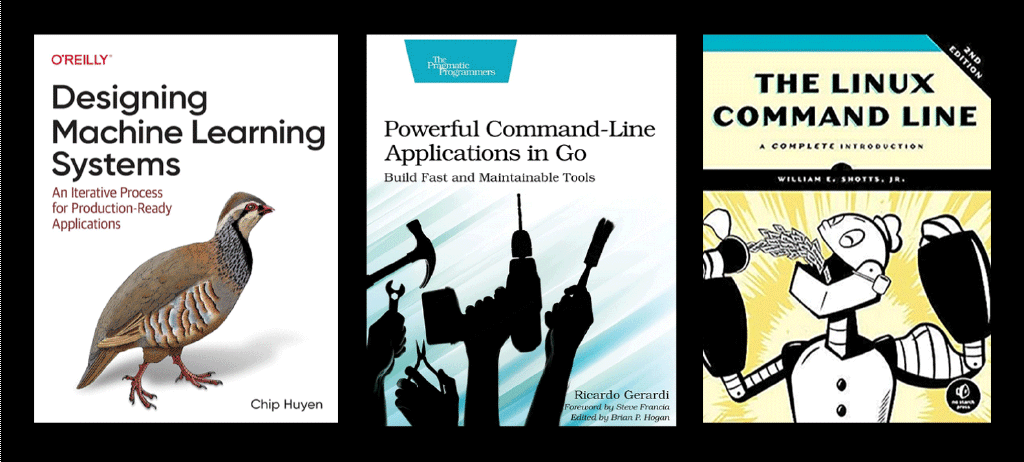 O'REILLY™
Designing
Machine Learning
Systems
An Iterative Process
for Production-Ready
Applications
Chip Huyen
The
Pragmatic
Programmers
Powerful Command-Line
Applications in Go
Build Fast and Maintainable Tools
Ricardo Gerardi
Foreword by Steve Francia
Edited by Brian P. Hogan
2ND
EDITION
THE LINUX
COMMAND LINE
A COMPLETE INTRODUCTION
WILLIAM E. SHOTTS, JR.
no starch
press